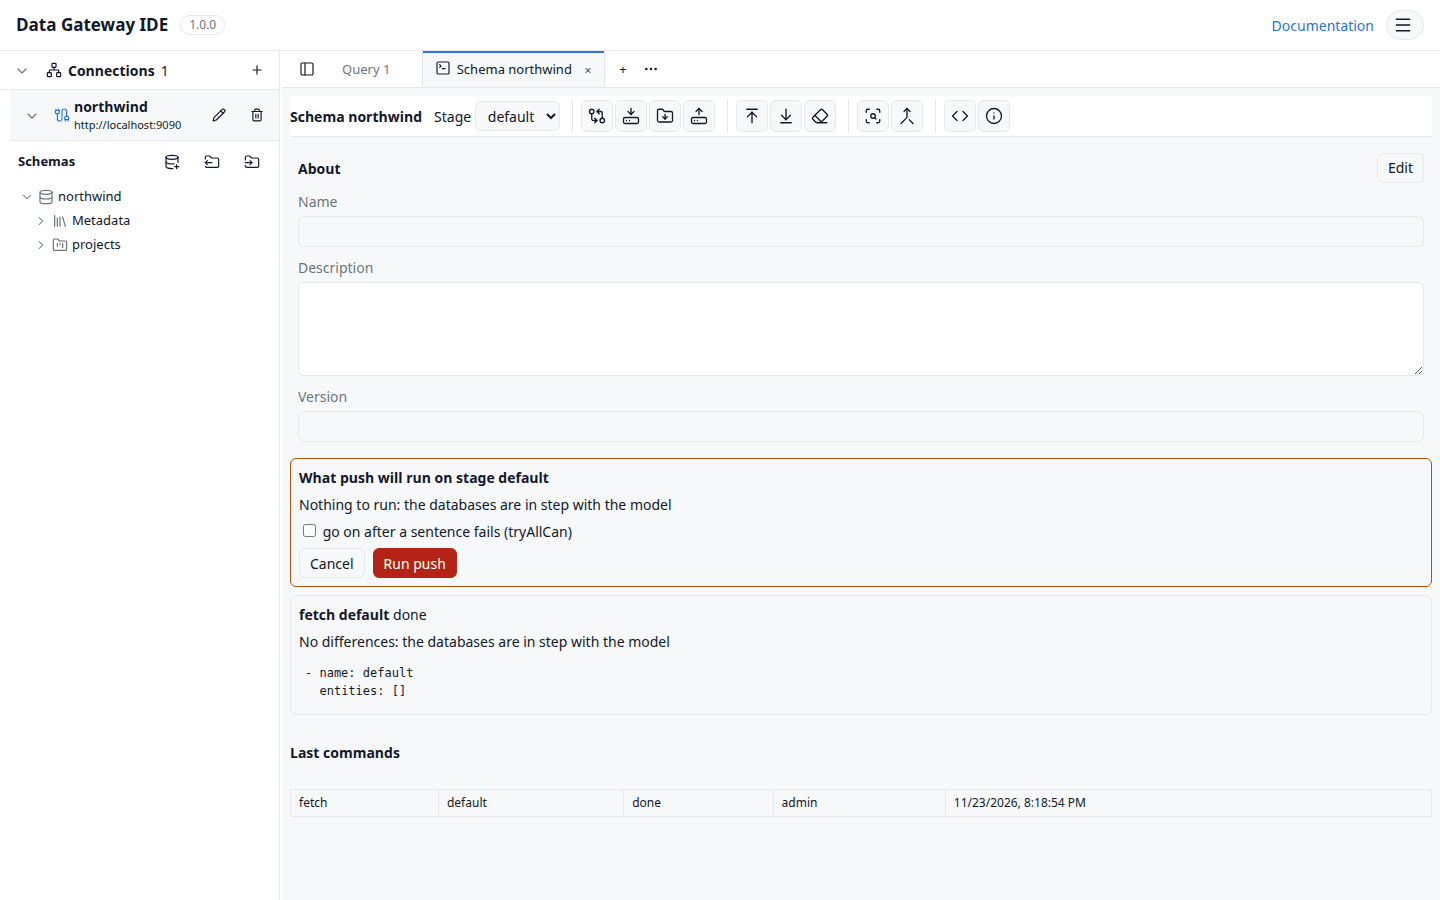 Data Gateway IDE 1.0.0 Documentation
Connections 1
northwind
http://localhost:9090
Schemas
northwind
Metadata
projects
Query 1 Schema northwind × + •••
Schema northwind Stage default
About Edit
Name
Description
Version
What push will run on stage default
Nothing to run: the databases are in step with the model
go on after a sentence fails (tryAllCan)
Cancel Run push
fetch default done
No differences: the databases are in step with the model
- name: default
  entities: []
Last commands
fetch default done admin 11/23/2026, 8:18:54 PM